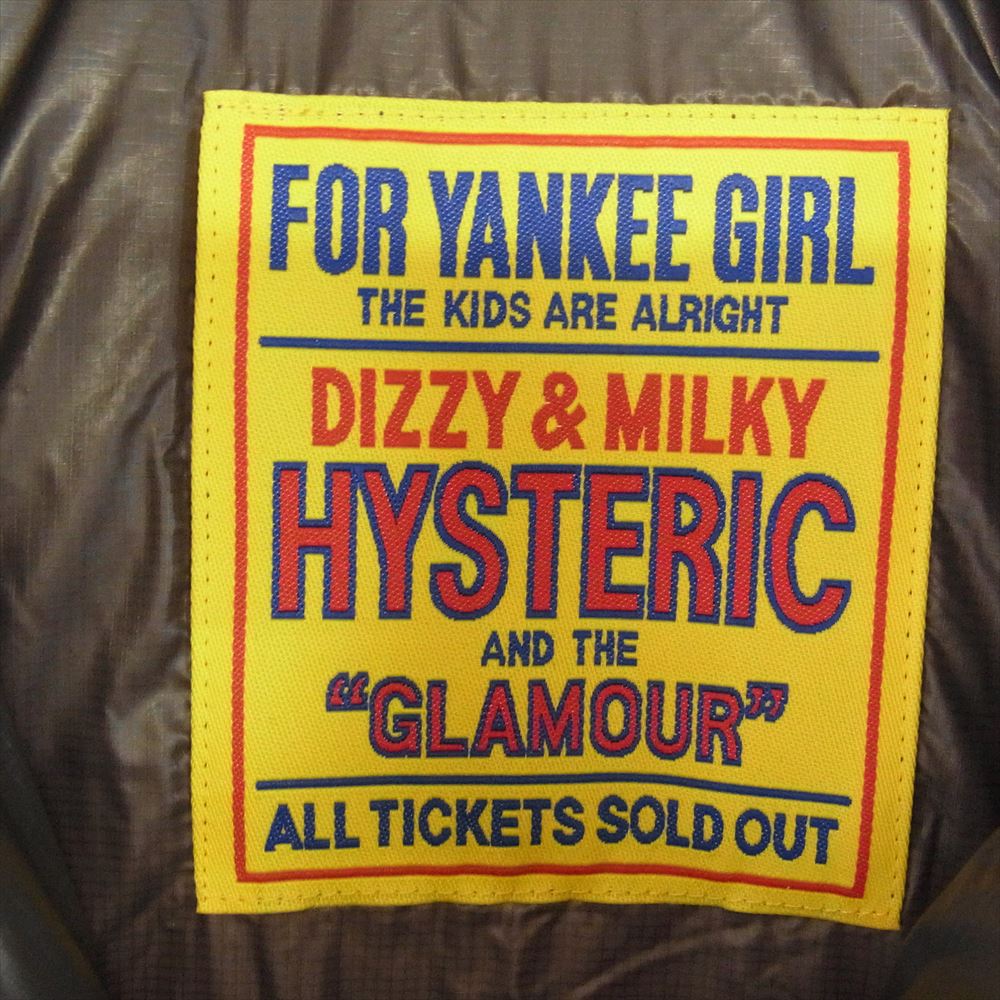 FOR YANKEE GIRL
THE KIDS ARE ALRIGHT
DIZZY & MILKY
HYSTERIC
AND THE
“GLAMOUR”
ALL TICKETS SOLD OUT